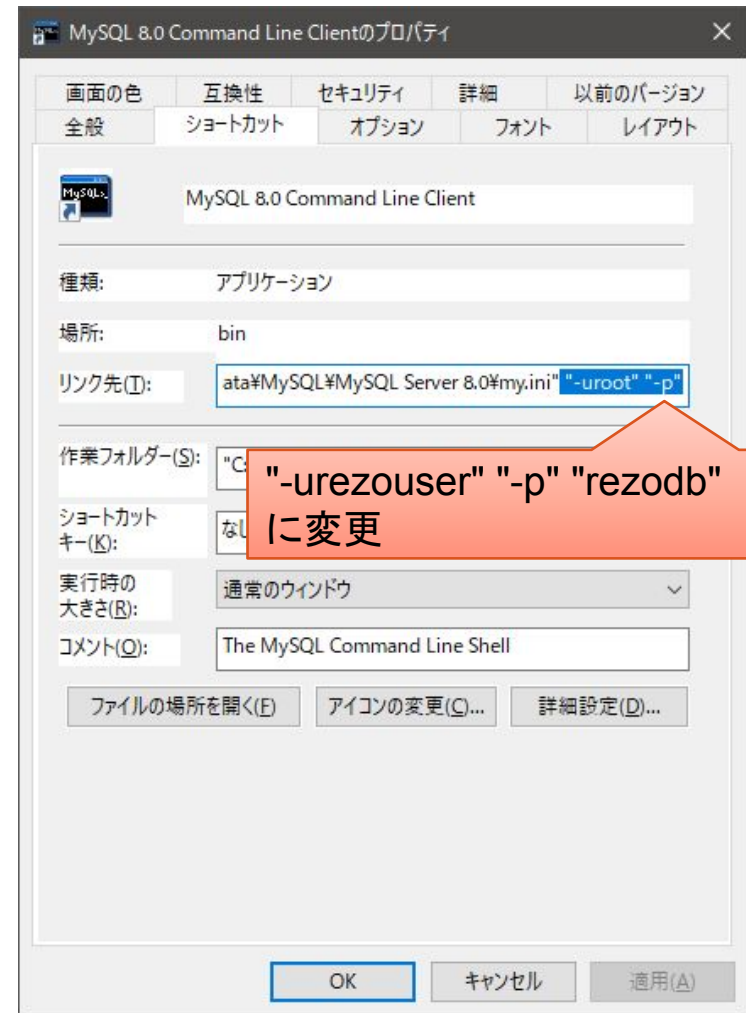 MySQL 8.0 Command Line Clientのプロパティ
画面の色 互換性 セキュリティ 詳細 以前のバージョン
全般 ショートカット オプション フォント レイアウト
MySQL>_
MySQL 8.0 Command Line Client
種類: アプリケーション
場所: bin
リンク先(T): ata¥MySQL¥MySQL Server 8.0¥my.ini" "-uroot" "-p"
作業フォルダー(S): "C:
"-urezouser" "-p" "rezodb"
に変更
ショートカット
キー(K): なし
実行時の
大きさ(R): 通常のウィンドウ
コメント(O): The MySQL Command Line Shell
ファイルの場所を開く(F) アイコンの変更(C)... 詳細設定(D)...
OK キャンセル 適用(A)